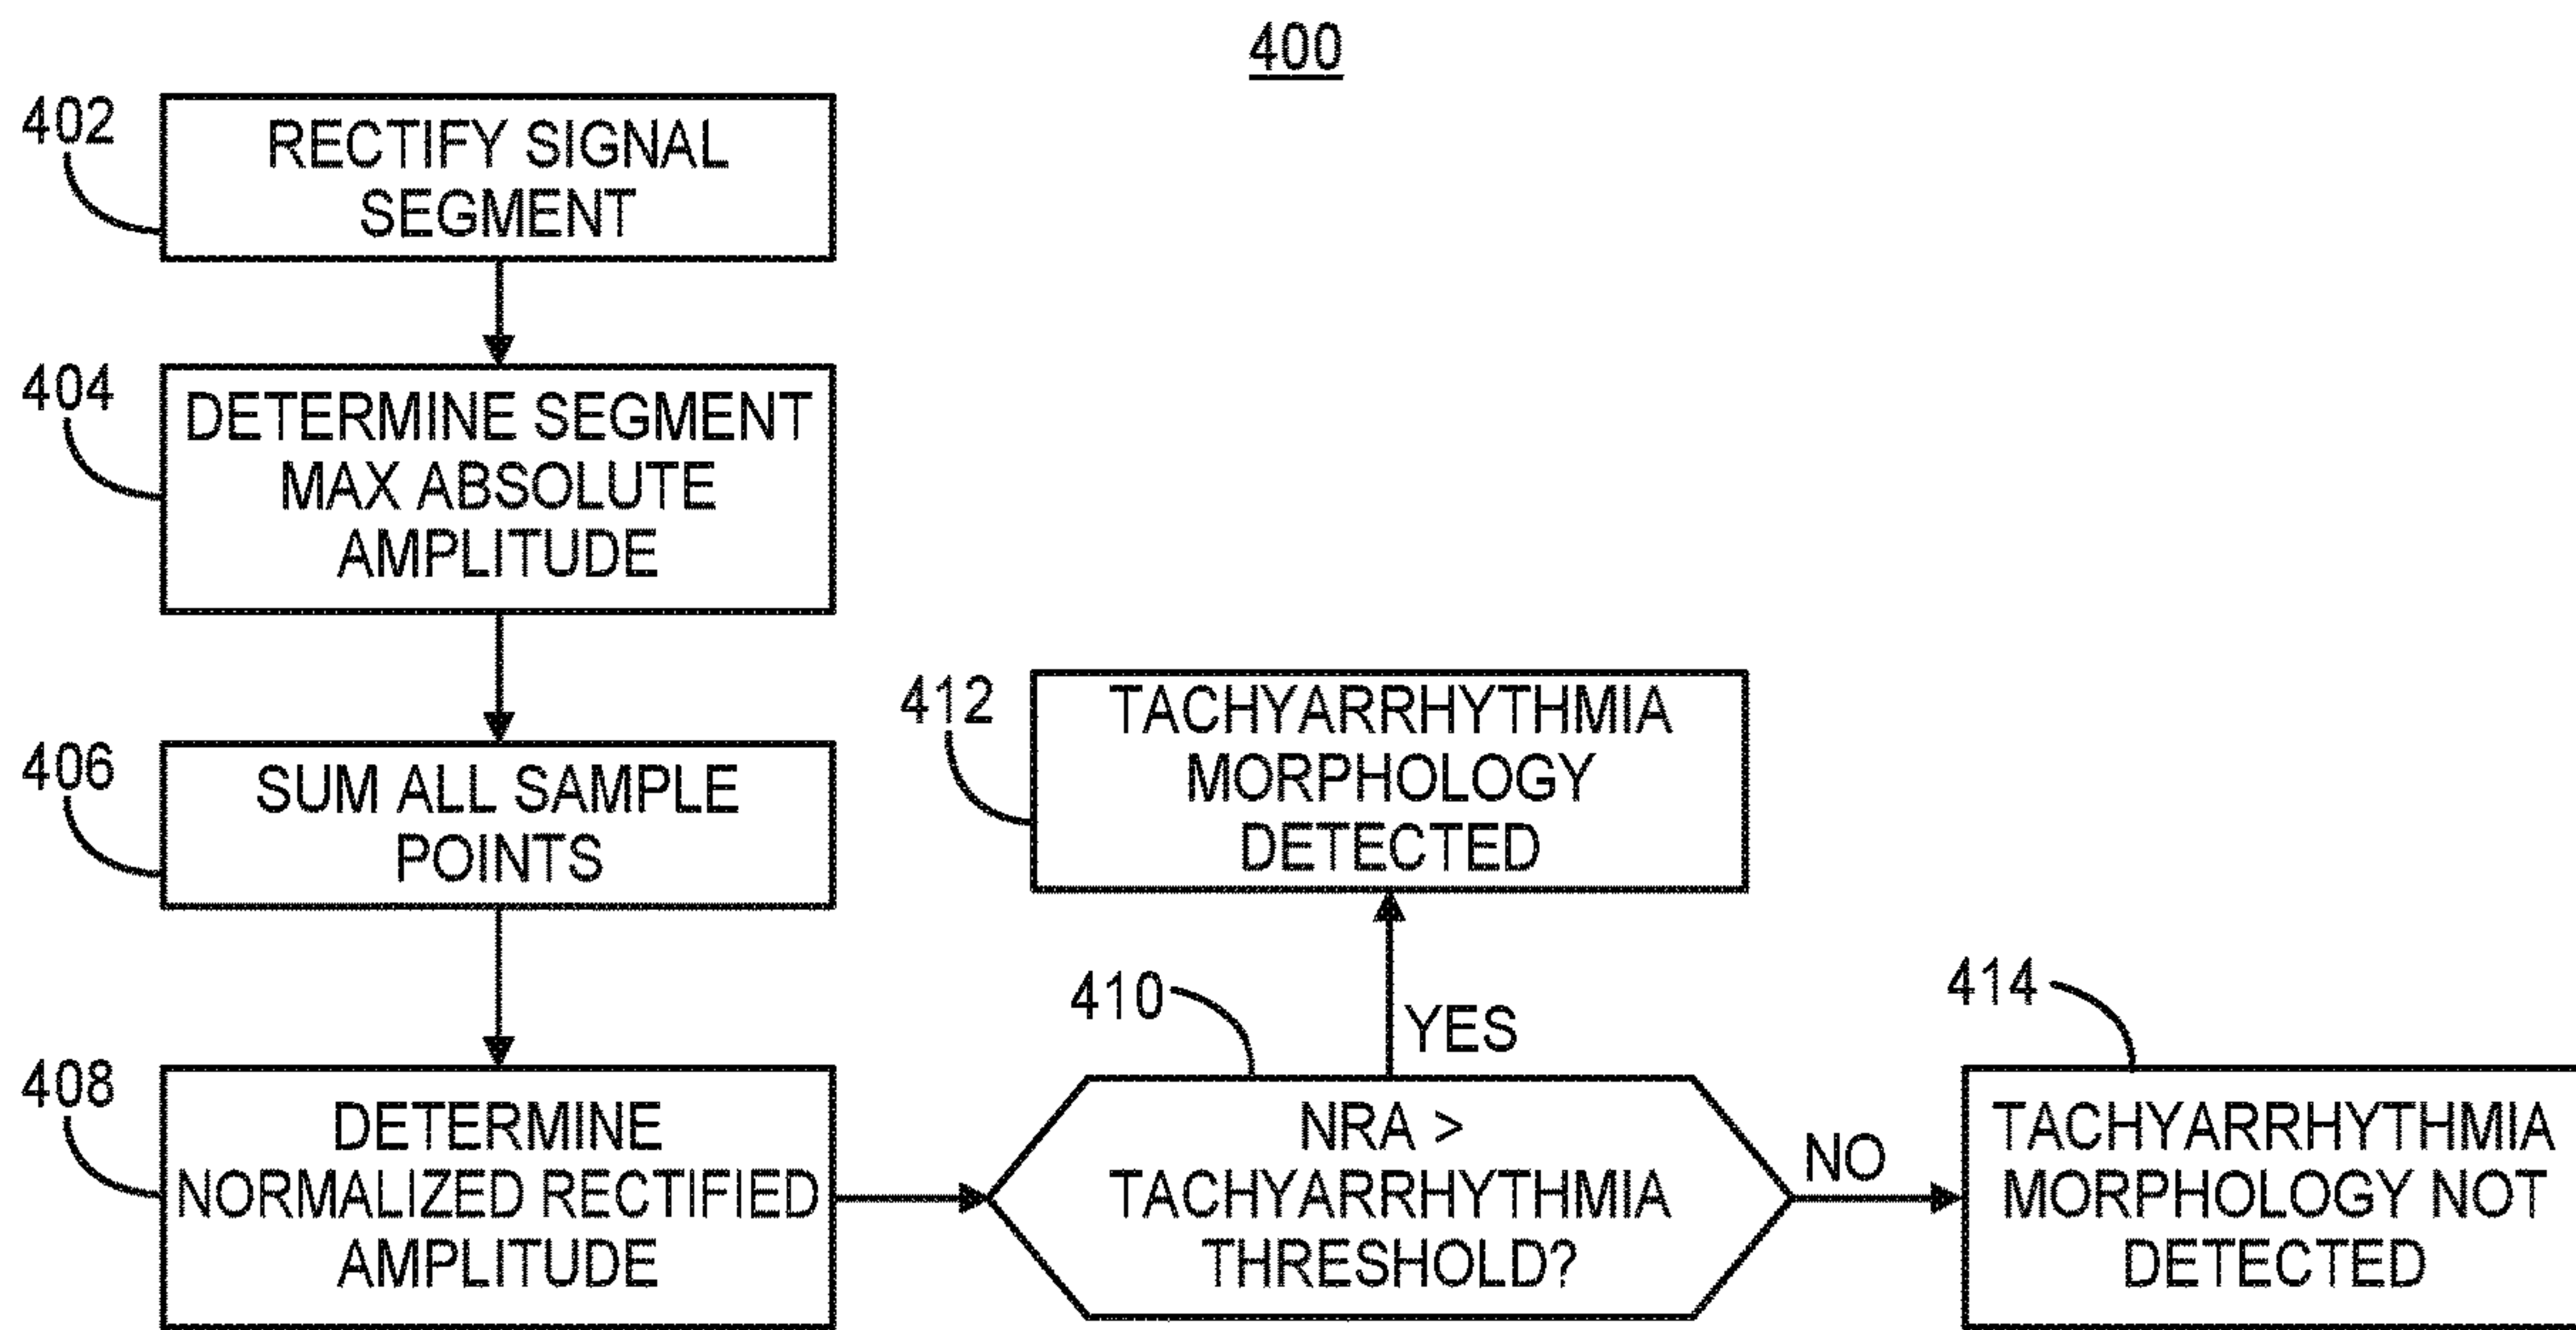 400
402
RECTIFY SIGNAL
SEGMENT
404
DETERMINE SEGMENT
MAX ABSOLUTE
AMPLITUDE
406
SUM ALL SAMPLE
POINTS
408
DETERMINE
NORMALIZED RECTIFIED
AMPLITUDE
410
NRA >
TACHYARRHYTHMIA
THRESHOLD?
YES
412
TACHYARRHYTHMIA
MORPHOLOGY
DETECTED
NO
414
TACHYARRHYTHMIA
MORPHOLOGY NOT
DETECTED